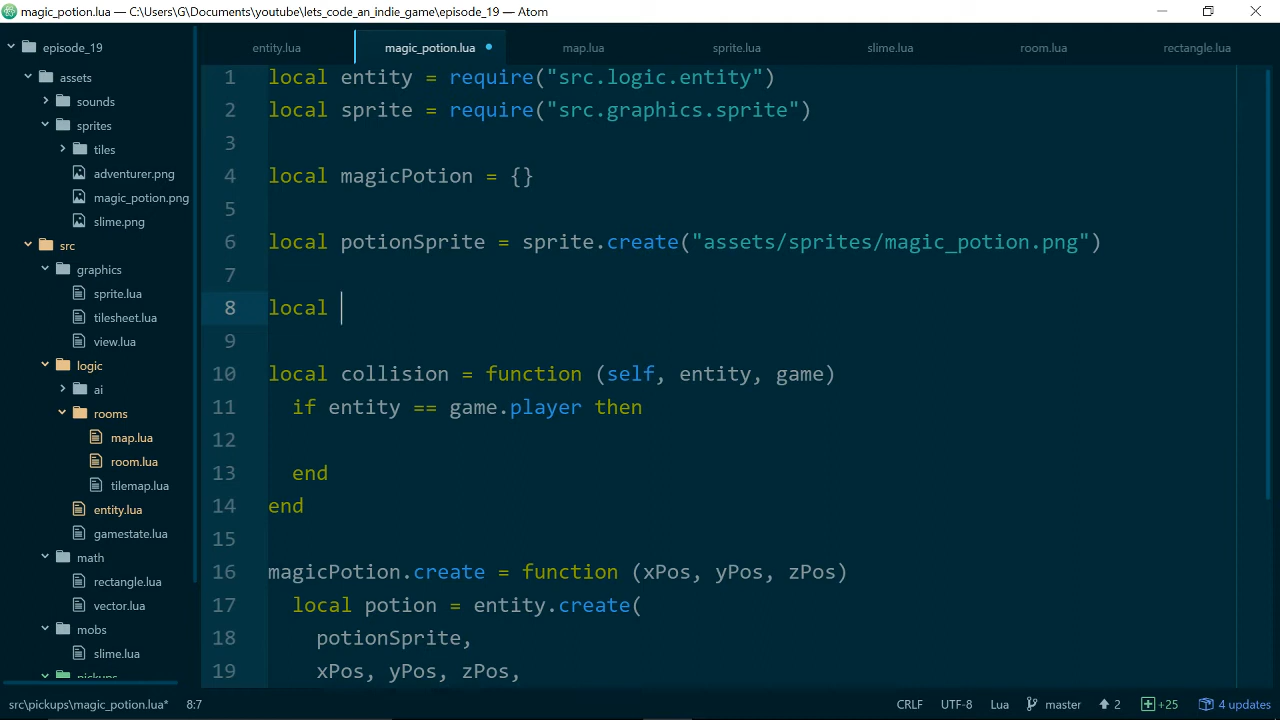 magic_potion.lua — C:\Users\G\Documents\youtube\lets_code_an_indie_game\episode_19 — Atom
episode_19
assets
sounds
sprites
tiles
adventurer.png
magic_potion.png
slime.png
src
graphics
sprite.lua
tilesheet.lua
view.lua
logic
ai
rooms
map.lua
room.lua
tilemap.lua
entity.lua
gamestate.lua
math
rectangle.lua
vector.lua
mobs
slime.lua
pickups
entity.lua magic_potion.lua map.lua sprite.lua slime.lua room.lua rectangle.lua
1 local entity = require("src.logic.entity")
2 local sprite = require("src.graphics.sprite")
3
4 local magicPotion = {}
5
6 local potionSprite = sprite.create("assets/sprites/magic_potion.png")
7
8 local
9
10 local collision = function (self, entity, game)
11 if entity == game.player then
12
13 end
14 end
15
16 magicPotion.create = function (xPos, yPos, zPos)
17 local potion = entity.create(
18 potionSprite,
19 xPos, yPos, zPos,
src\pickups\magic_potion.lua* 8:7 CRLF UTF-8 Lua master 2 +25 4 updates